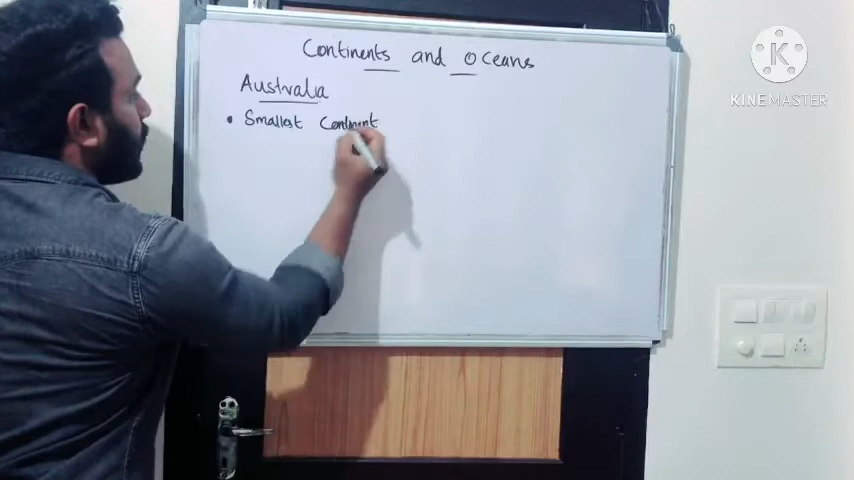 Continents and Oceans
Australia
• Smallest Continent
K
KINEMASTER